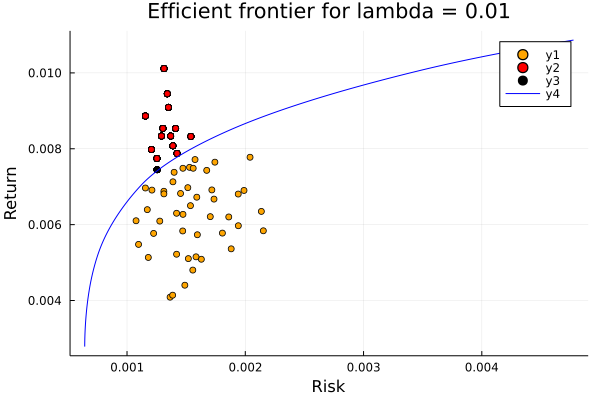 Efficient frontier for lambda = 0.01
y1
y2
y3
y4
0.010
0.008
0.006
0.004
Return
0.001
0.002
0.003
0.004
Risk